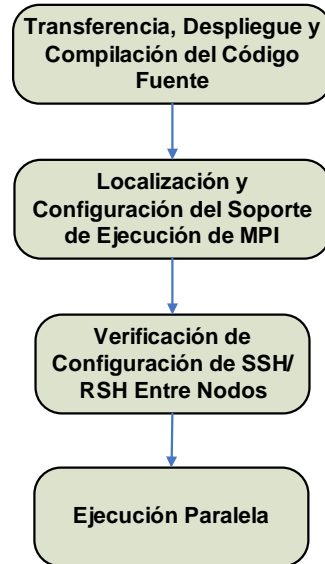 Transferencia, Despliegue y
Compilación del Código
Fuente
Localización y
Configuración del Soporte
de Ejecución de MPI
Verificación de
Configuración de SSH/
RSH Entre Nodos
Ejecución Paralela